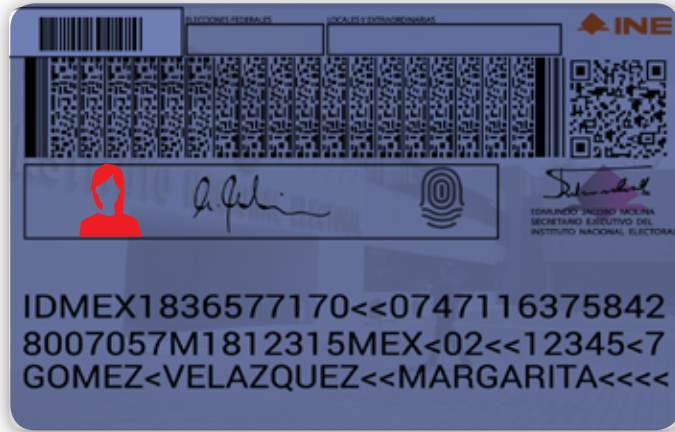 ELECCIONES FEDERALES
LOCALES Y EXTRAORDINARIAS
INE
EDMUNDO JACOBO MOLINA
SECRETARIO EJECUTIVO DEL
INSTITUTO NACIONAL ELECTORAL
IDMEX1836577170<<0747116375842
8007057M1812315MEX<02<<12345<7
GOMEZ<VELAZQUEZ<<MARGARITA<<<<